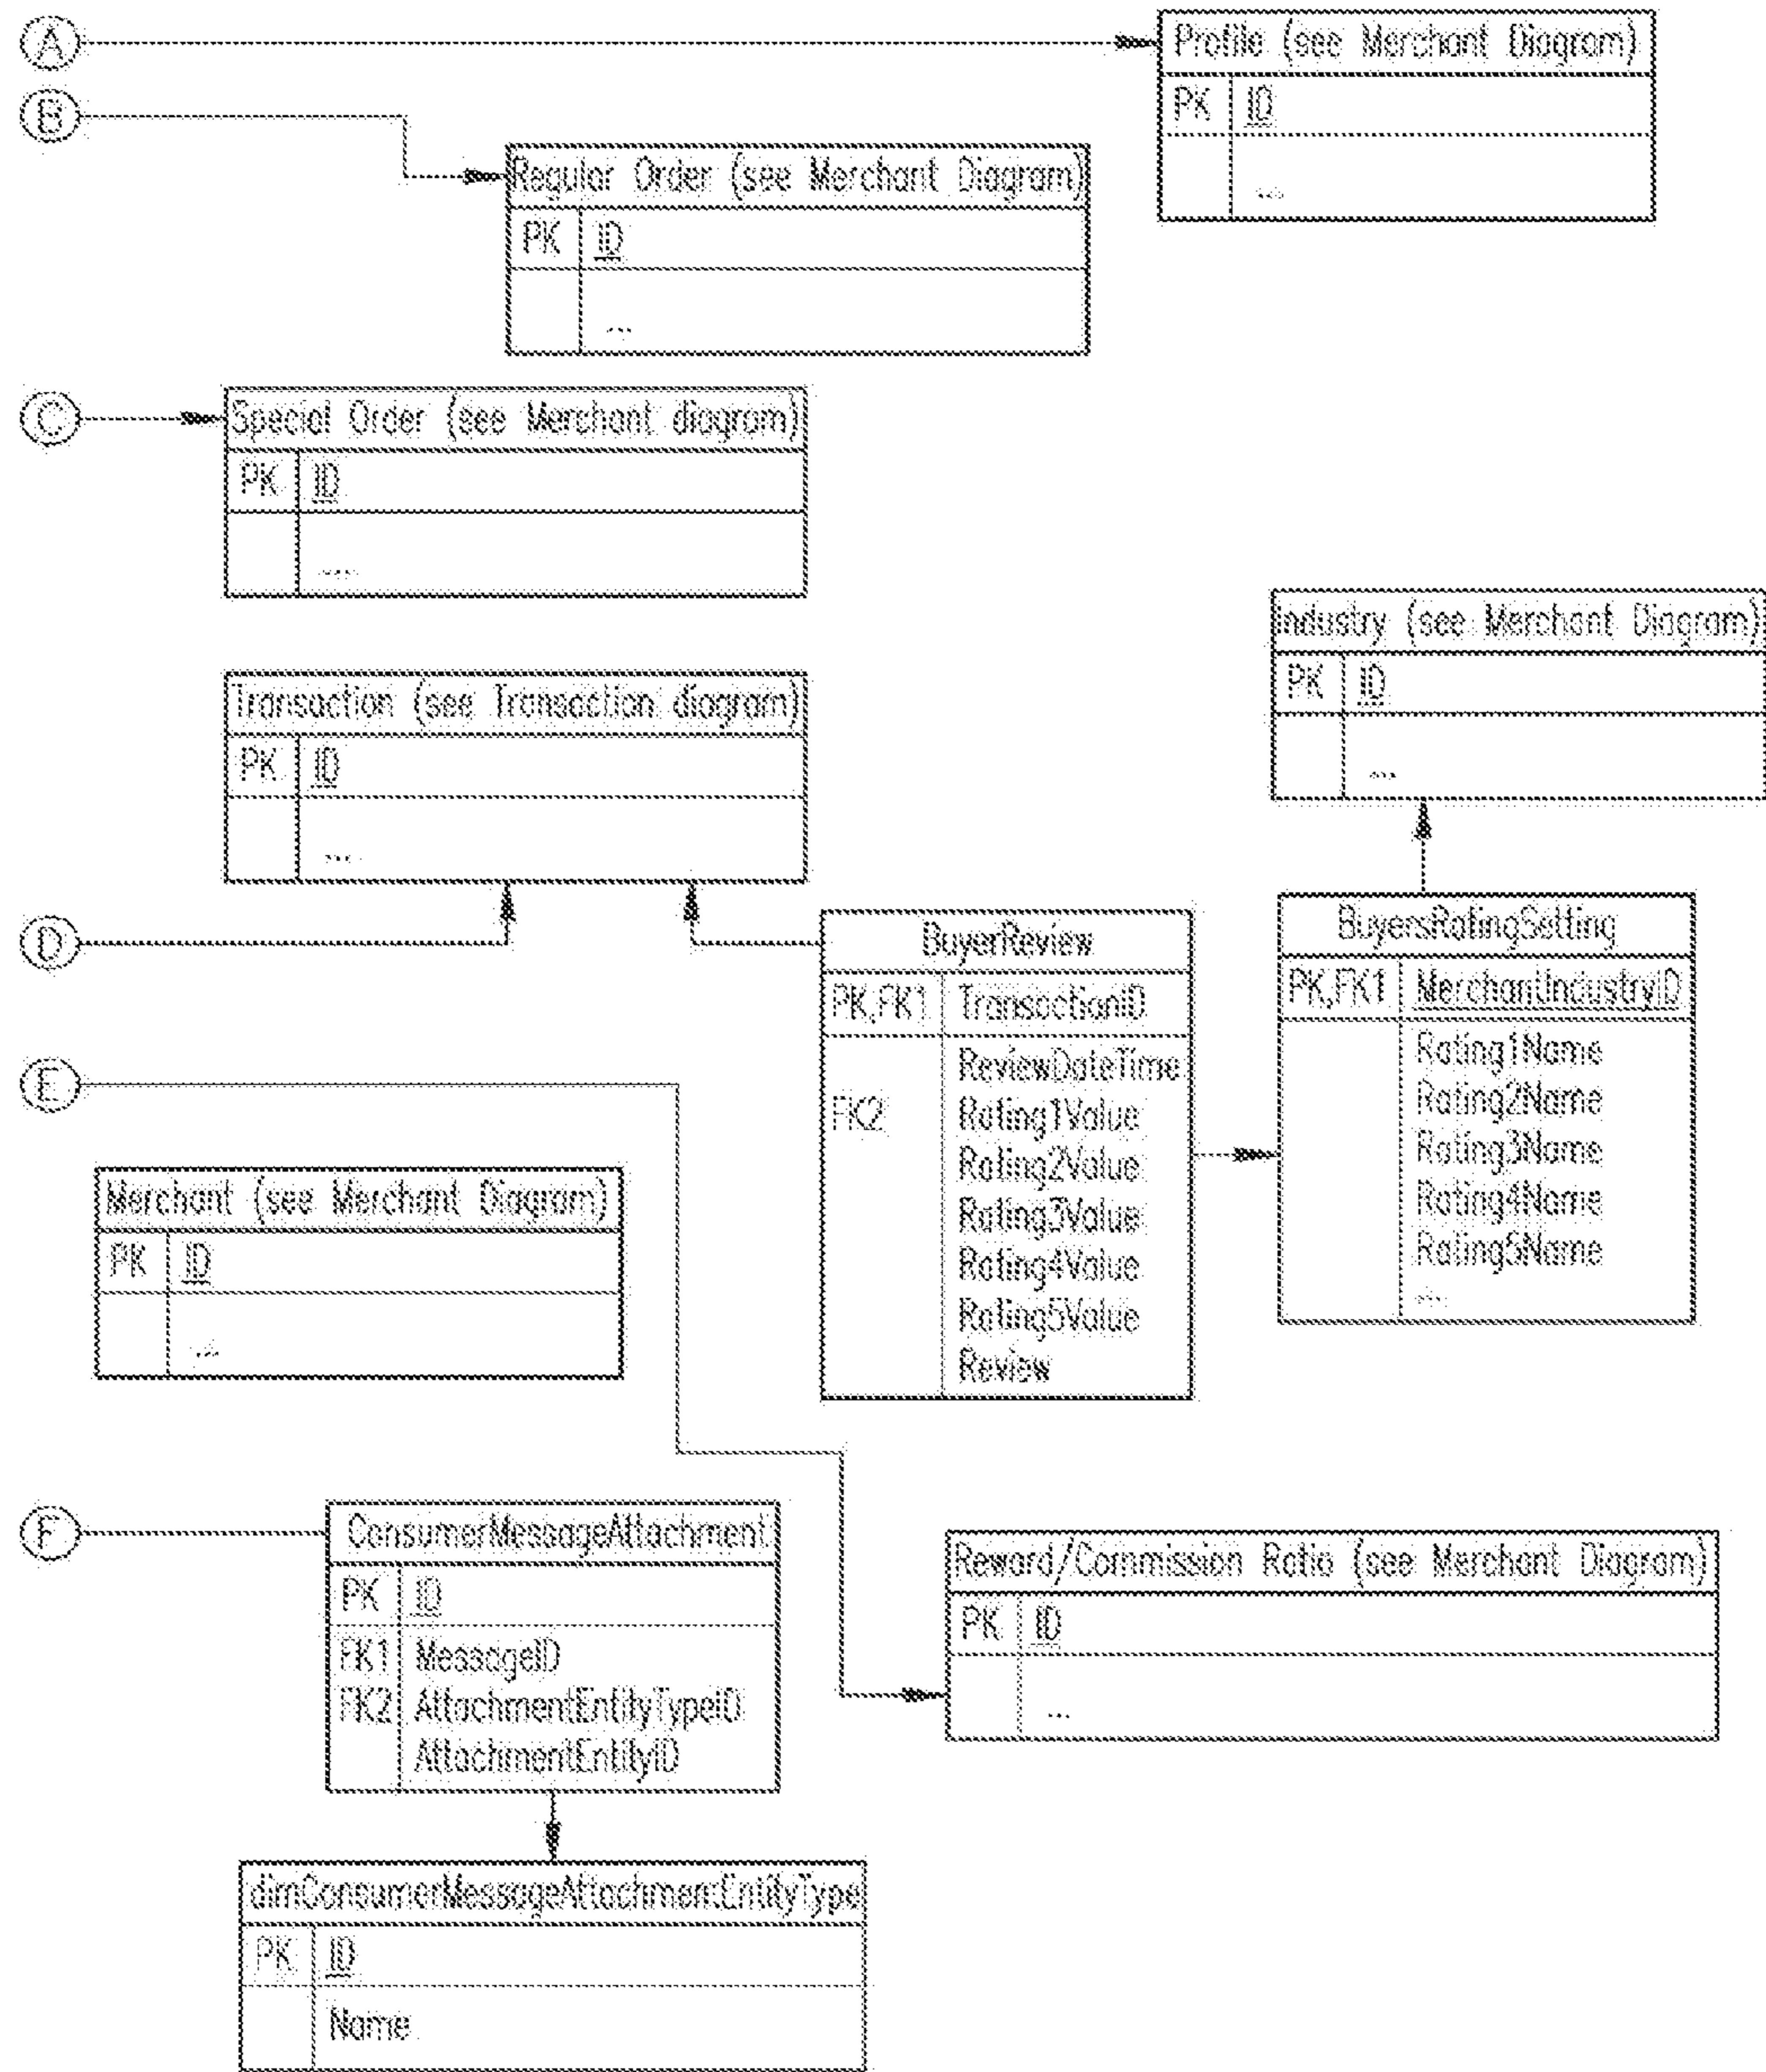 A
Profile (see Merchant Diagram)
PK ID
...
B
Regular Order (see Merchant Diagram)
PK ID
...
C
Special Order (see Merchant diagram)
PK ID
....
Industry (see Merchant Diagram)
PK ID
...
Transaction (see Transaction diagram)
PK ID
....
D
BuyerReview
PK,FK1 TransactionID
ReviewDateTime
FK2 Rating1Value
Rating2Value
Rating3Value
Rating4Value
Rating5Value
Review
BuyersRatingSetting
PK,FK1 MerchantIndustryID
Rating1Name
Rating2Name
Rating3Name
Rating4Name
Rating5Name
...
E
Merchant (see Merchant Diagram)
PK ID
...
F
ConsumerMessageAttachment
PK ID
FK1 MessageID
FK2 AttachmentEntityTypeID
AttachmentEntityID
Reward/Commission Ratio (see Merchant Diagram)
PK ID
...
dimConsumerMessageAttachmentEntityType
PK ID
Name